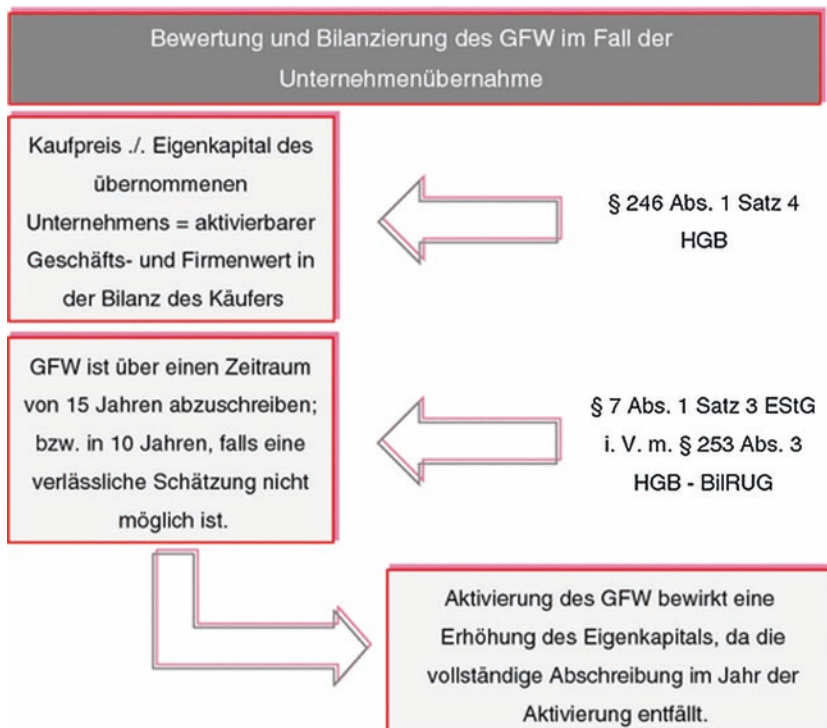 Bewertung und Bilanzierung des GFW im Fall der
Unternehmenübernahme
Kaufpreis ./. Eigenkapital des
übernommenen
Unternehmens = aktivierbarer
Geschäfts- und Firmenwert in
der Bilanz des Käufers
§ 246 Abs. 1 Satz 4
HGB
GFW ist über einen Zeitraum
von 15 Jahren abzuschreiben;
bzw. in 10 Jahren, falls eine
verlässliche Schätzung nicht
möglich ist.
§ 7 Abs. 1 Satz 3 EStG
i. V. m. § 253 Abs. 3
HGB - BilRUG
Aktivierung des GFW bewirkt eine
Erhöhung des Eigenkapitals, da die
vollständige Abschreibung im Jahr der
Aktivierung entfällt.